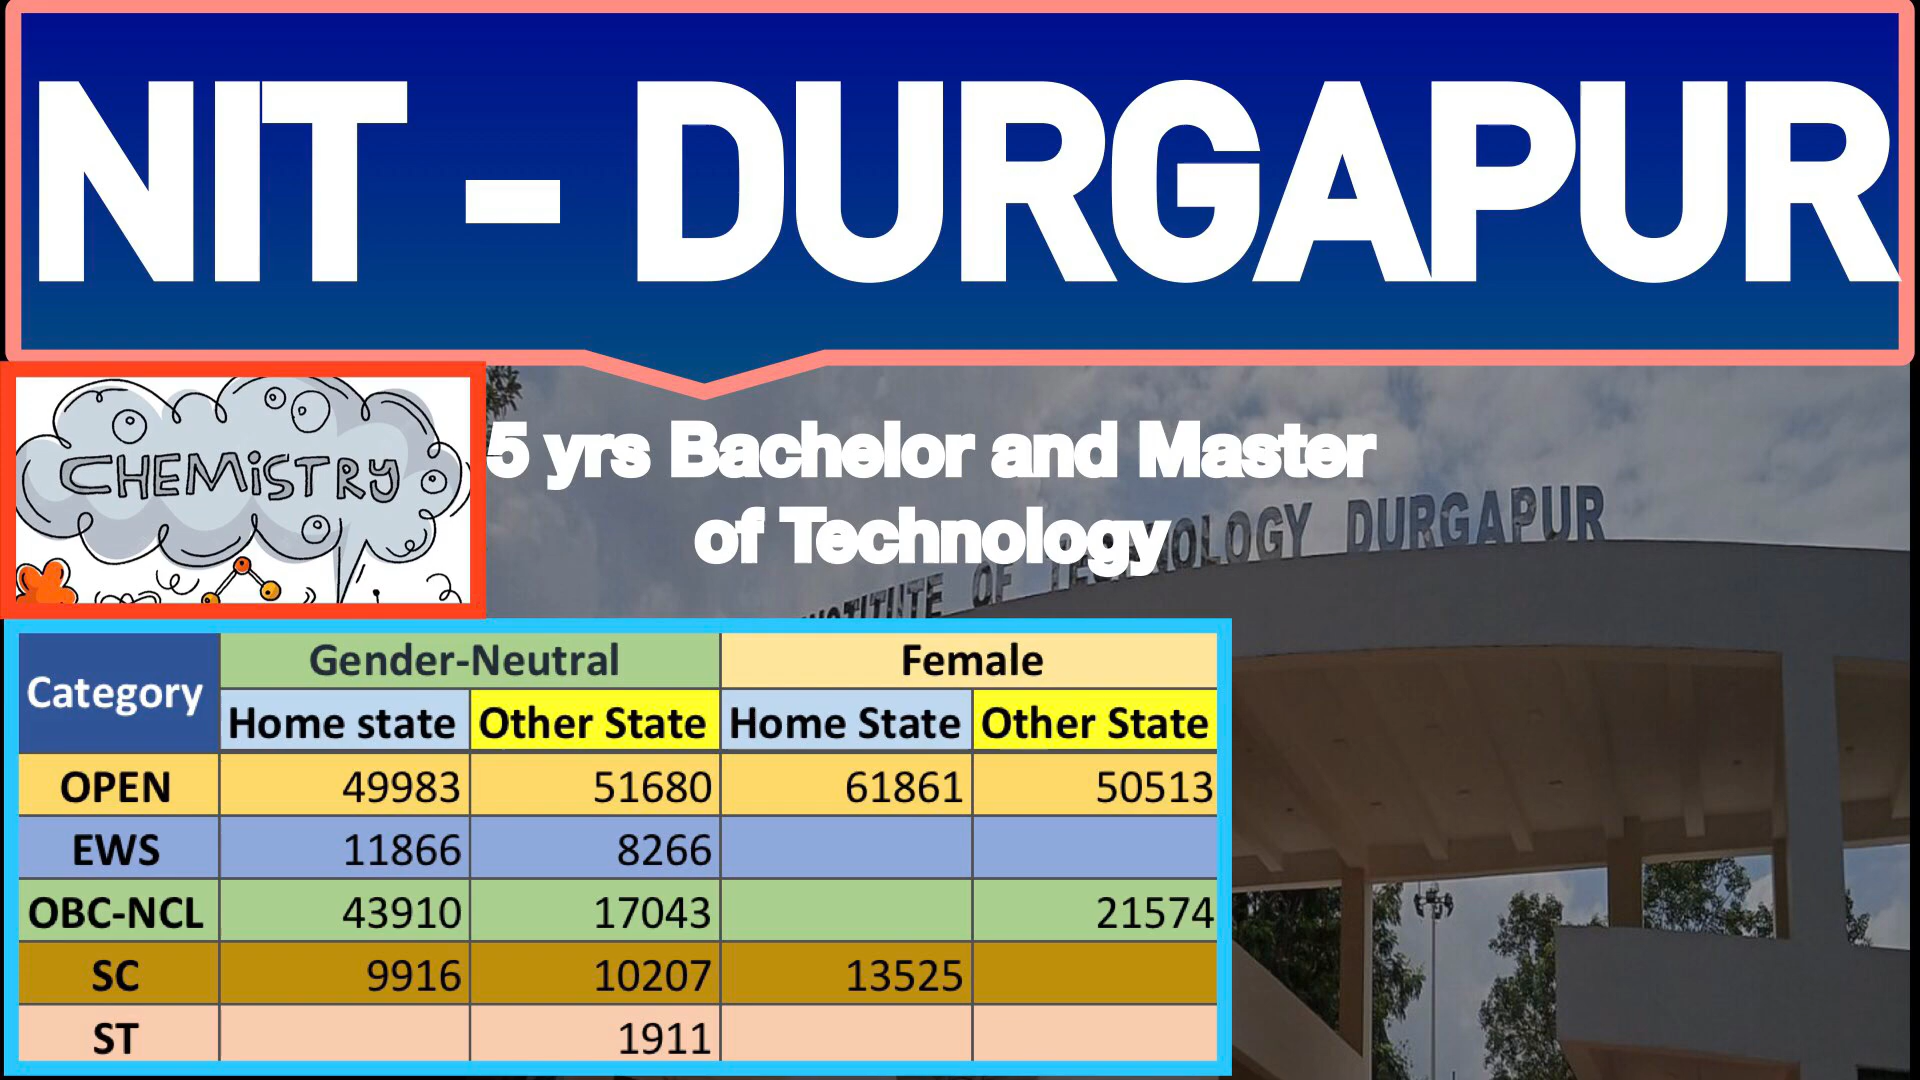 NIT - DURGAPUR
CHEMISTRY
5 yrs Bachelor and Master
of Technology
OLOGY DURGAPUR
OF
Category Gender-Neutral Female
Home state Other State Home State Other State
OPEN 49983 51680 61861 50513
EWS 11866 8266
OBC-NCL 43910 17043 21574
SC 9916 10207 13525
ST 1911